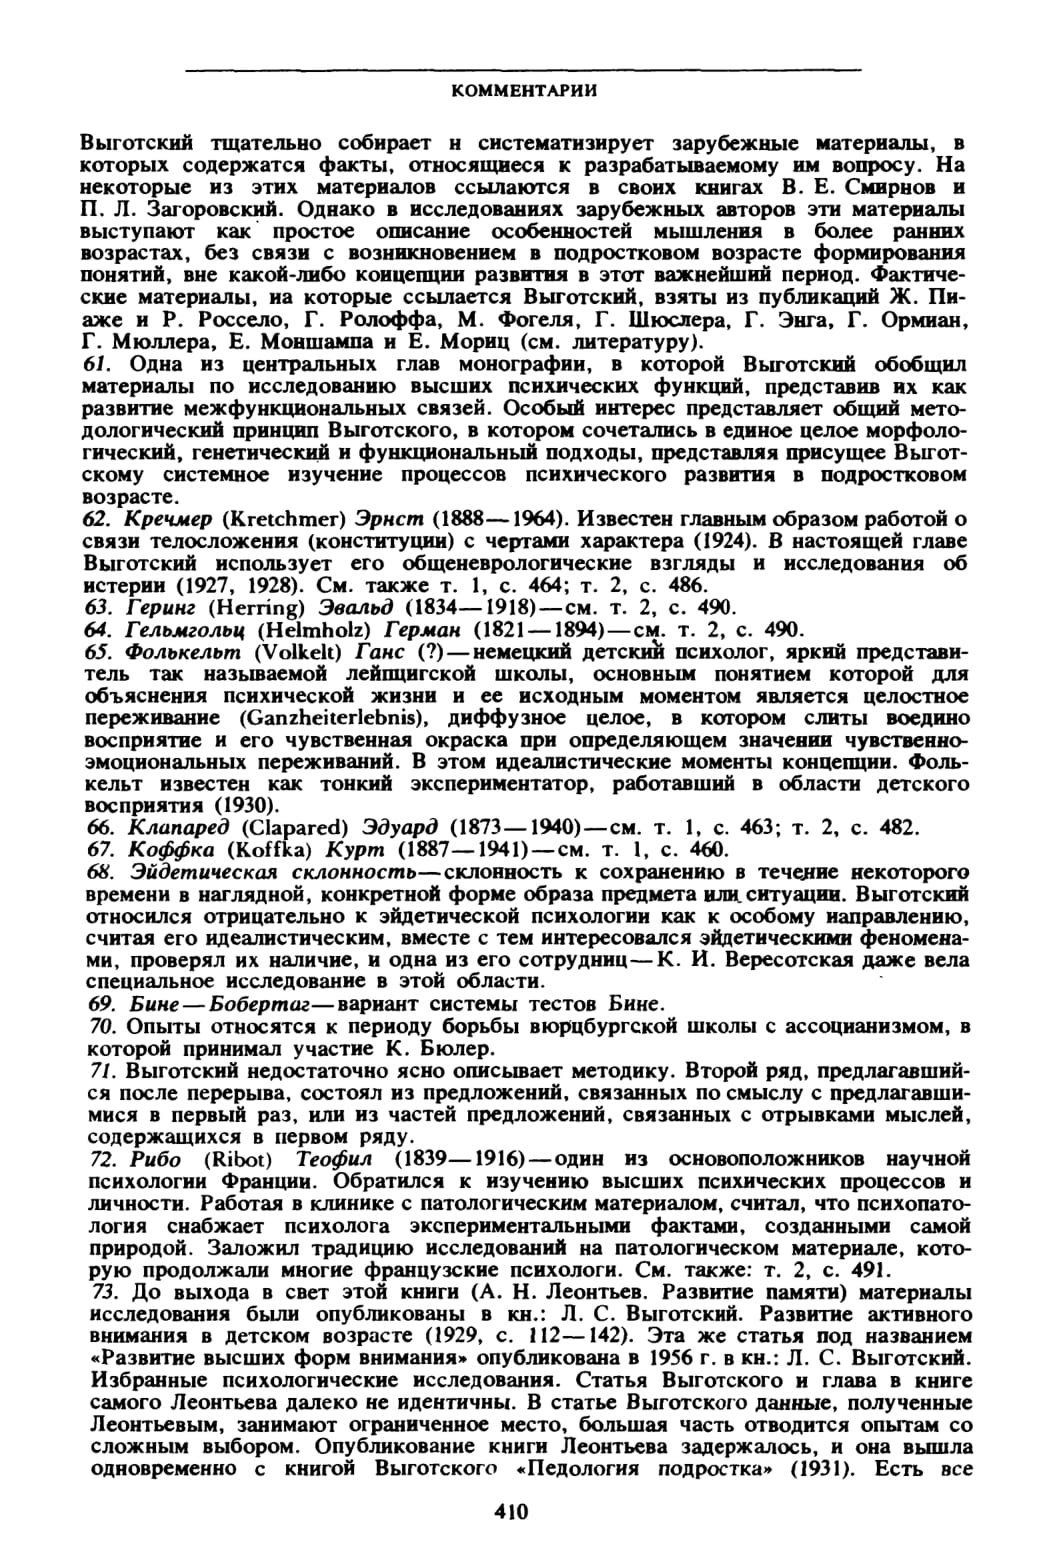 КОММЕНТАРИИ
Выготский тщательно собирает н систематизирует зарубежные материалы, в
которых содержатся факты, относящиеся к разрабатываемому им вопросу. На
некоторые из этих материалов ссылаются в своих книгах В. Е. Смирнов и
П. Л. Загоровский. Однако в исследованиях зарубежных авторов эти материалы
выступают как простое описание особенностей мышления в более ранних
возрастах, без связи с возникновением в подростковом возрасте формирования
понятий, вне какой-либо концепции развития в этот важнейший период. Фактиче-
ские материалы, на которые ссылается Выготский, взяты из публикаций Ж. Пи-
аже и Р. Россело, Г. Ролоффа, М. Фогеля, Г. Шюслера, Г. Энга, Г. Ормиан,
Г. Мюллера, Е. Моншампа и Е. Мориц (см. литературу).
61. Одна из центральных глав монографии, в которой Выготский обобщил
материалы по исследованию высших психических функций, представив их как
развитие межфункциональных связей. Особый интерес представляет общий мето-
дологический принцип Выготского, в котором сочетались в единое целое морфоло-
гический, генетический и функциональный подходы, представляя присущее Выгот-
скому системное изучение процессов психического развития в подростковом
возрасте.
62. Кречмер (Kretchmer) Эрнст (1888—1964). Известен главным образом работой о
связи телосложения (конституции) с чертами характера (1924). В настоящей главе
Выготский использует его общеневрологические взгляды и исследования об
истерии (1927, 1928). См. также т. 1, с. 464; т. 2, с. 486.
63. Геринг (Herring) Эвальд (1834—1918)—см. т. 2, с. 490.
64. Гельмгольц (Helmholz) Герман (1821—1894)—см. т. 2, с. 490.
65. Фолькельт (Volkelt) Ганс (?)—немецкий детский психолог, яркий представи-
тель так называемой лейпцигской школы, основным понятием которой для
объяснения психической жизни и ее исходным моментом является целостное
переживание (Ganzheiterlebnis), диффузное целое, в котором слиты воедино
восприятие и его чувственная окраска при определяющем значении чувственно-
эмоциональных переживаний. В этом идеалистические моменты концепции. Фоль-
кельт известен как тонкий экспериментатор, работавший в области детского
восприятия (1930).
66. Клапаред (Clapared) Эдуард (1873—1940)—см. т. 1, с. 463; т. 2, с. 482.
67. Коффка (Koffka) Курт (1887—1941)—см. т. 1, с. 460.
68. Эйдетическая склонность—склонность к сохранению в течение некоторого
времени в наглядной, конкретной форме образа предмета или ситуации. Выготский
относился отрицательно к эйдетической психологии как к особому направлению,
считая его идеалистическим, вместе с тем интересовался эйдетическими феномена-
ми, проверял их наличие, и одна из его сотрудниц—К. И. Вересотская даже вела
специальное исследование в этой области.
69. Бине—Бобертаг—вариант системы тестов Бине.
70. Опыты относятся к периоду борьбы вюрцбургской школы с ассоцианизмом, в
которой принимал участие К. Бюлер.
71. Выготский недостаточно ясно описывает методику. Второй ряд, предлагавший-
ся после перерыва, состоял из предложений, связанных по смыслу с предлагавши-
мися в первый раз, или из частей предложений, связанных с отрывками мыслей,
содержащихся в первом ряду.
72. Рибо (Ribot) Теофил (1839—1916)—один из основоположников научной
психологии Франции. Обратился к изучению высших психических процессов и
личности. Работая в клинике с патологическим материалом, считал, что психопато-
логия снабжает психолога экспериментальными фактами, созданными самой
природой. Заложил традицию исследований на патологическом материале, кото-
рую продолжали многие французские психологи. См. также: т. 2, с. 491.
73. До выхода в свет этой книги (А. Н. Леонтьев. Развитие памяти) материалы
исследования были опубликованы в кн.: Л. С. Выготский. Развитие активного
внимания в детском возрасте (1929, с. 112—142). Эта же статья под названием
«Развитие высших форм внимания» опубликована в 1956 г. в кн.: Л. С. Выготский.
Избранные психологические исследования. Статья Выготского и глава в книге
самого Леонтьева далеко не идентичны. В статье Выготского данные, полученные
Леонтьевым, занимают ограниченное место, большая часть отводится опытам со
сложным выбором. Опубликование книги Леонтьева задержалось, и она вышла
одновременно с книгой Выготского «Педология подростка» (1931). Есть все
410